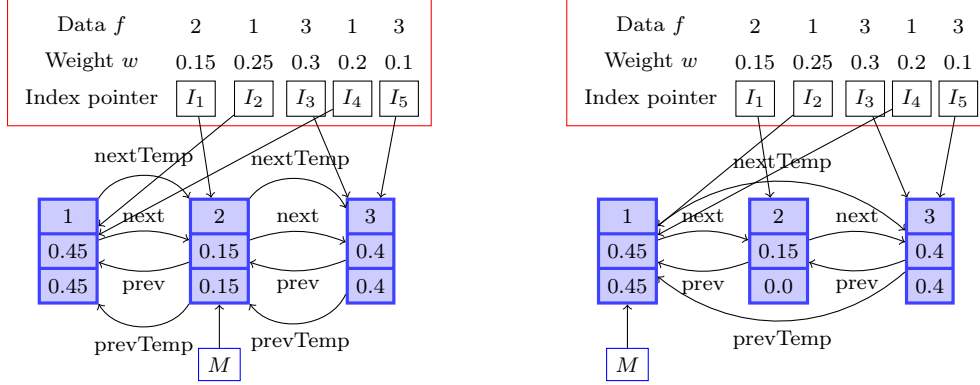 Data f 2 1 3 1 3
Weight w 0.15 0.25 0.3 0.2 0.1
Index pointer I1 I2 I3 I4 I5
nextTemp nextTemp
1 next 2 next 3
0.45 0.15 0.4
0.45 prev 0.15 prev 0.4
prevTemp prevTemp
M
Data f 2 1 3 1 3
Weight w 0.15 0.25 0.3 0.2 0.1
Index pointer I1 I2 I3 I4 I5
nextTemp
1 next 2 next 3
0.45 0.15 0.4
0.45 prev 0.0 prev 0.4
prevTemp
M